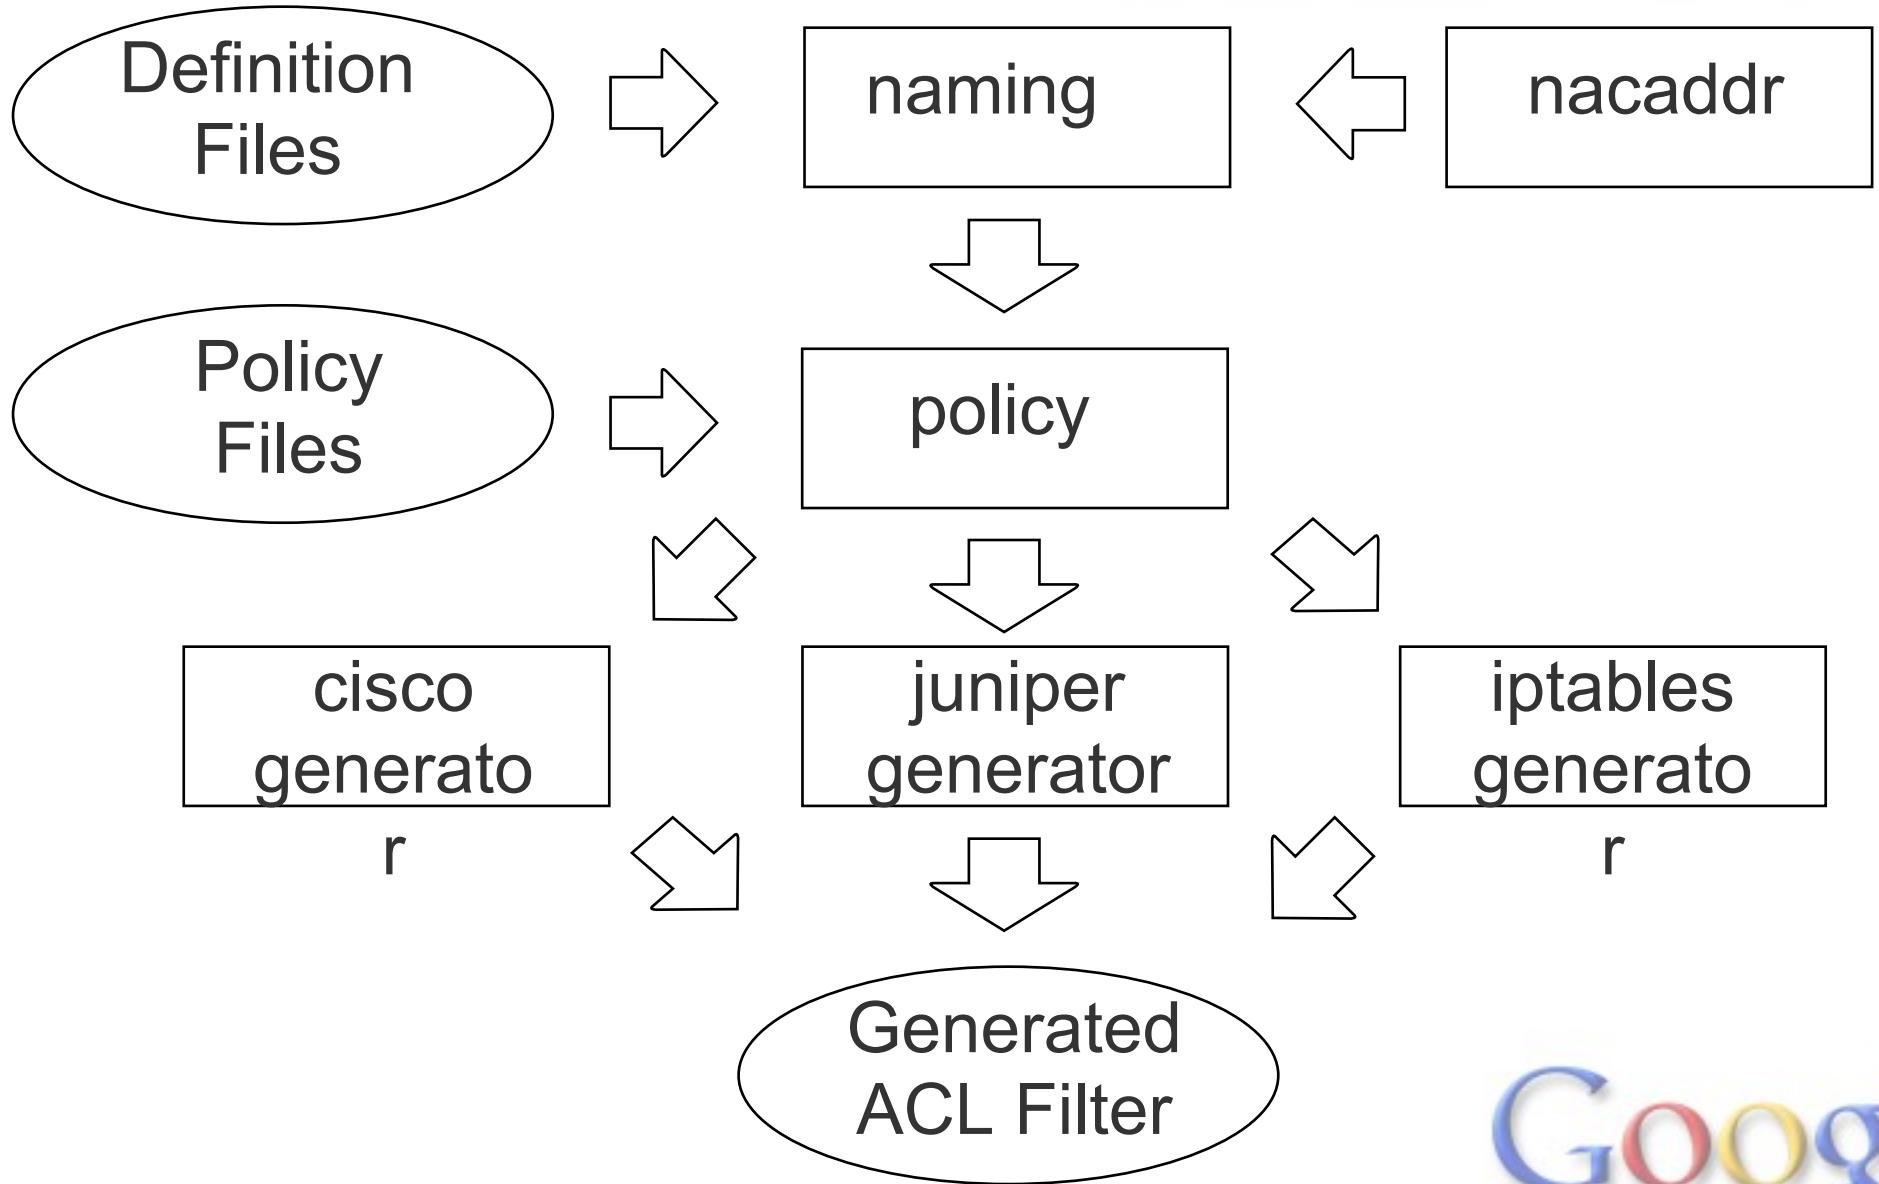 Definition
Files
naming
nacaddr
Policy
Files
policy
cisco
generato
r
juniper
generator
iptables
generato
r
Generated
ACL Filter
Goog